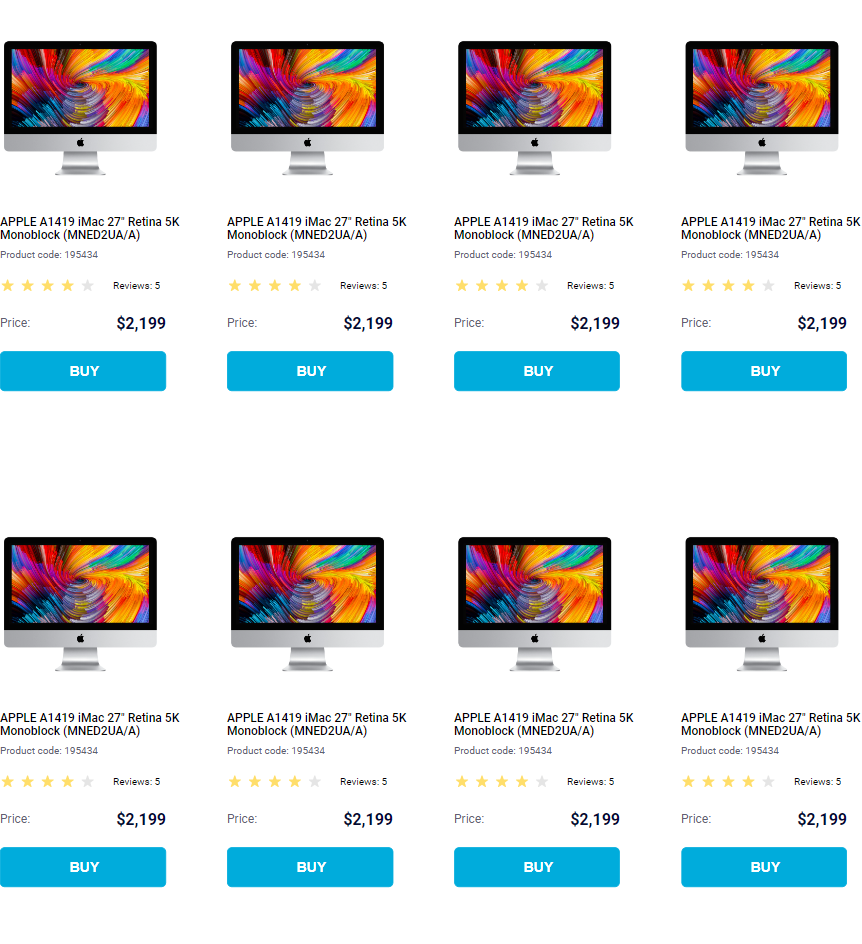 APPLE A1419 iMac 27" Retina 5K
Monoblock (MNED2UA/A)
Product code: 195434
Reviews: 5
Price: $2,199
BUY
APPLE A1419 iMac 27" Retina 5K
Monoblock (MNED2UA/A)
Product code: 195434
Reviews: 5
Price: $2,199
BUY
APPLE A1419 iMac 27" Retina 5K
Monoblock (MNED2UA/A)
Product code: 195434
Reviews: 5
Price: $2,199
BUY
APPLE A1419 iMac 27" Retina 5K
Monoblock (MNED2UA/A)
Product code: 195434
Reviews: 5
Price: $2,199
BUY
APPLE A1419 iMac 27" Retina 5K
Monoblock (MNED2UA/A)
Product code: 195434
Reviews: 5
Price: $2,199
BUY
APPLE A1419 iMac 27" Retina 5K
Monoblock (MNED2UA/A)
Product code: 195434
Reviews: 5
Price: $2,199
BUY
APPLE A1419 iMac 27" Retina 5K
Monoblock (MNED2UA/A)
Product code: 195434
Reviews: 5
Price: $2,199
BUY
APPLE A1419 iMac 27" Retina 5K
Monoblock (MNED2UA/A)
Product code: 195434
Reviews: 5
Price: $2,199
BUY